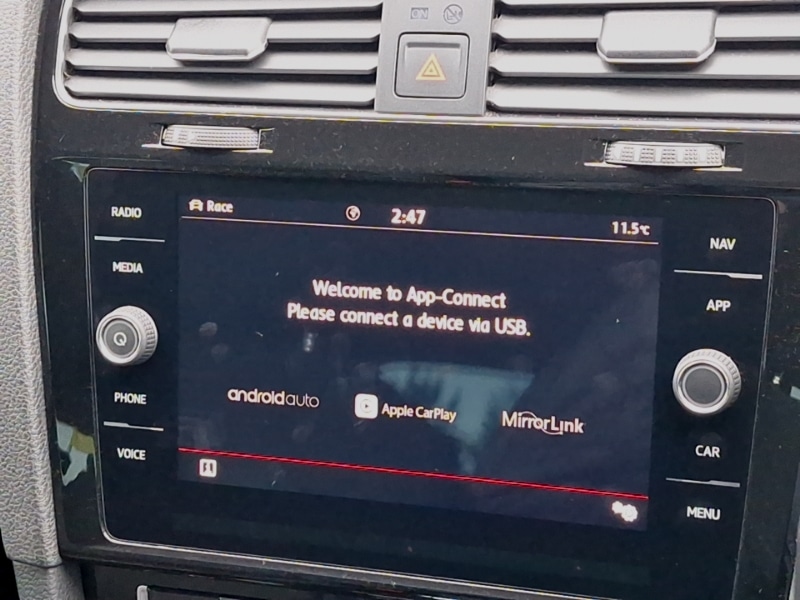 Race
2:47
11.5℃
RADIO
MEDIA
PHONE
VOICE
Welcome to App-Connect
Please connect a device via USB.
androidauto
Apple CarPlay
MirrorLink
NAV
APP
CAR
MENU